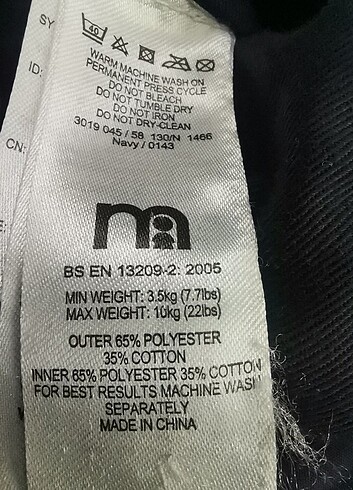 SY
ID:
CN:
40
WARM MACHINE WASH ON
PERMANENT PRESS CYCLE
DO NOT BLEACH
DO NOT TUMBLE DRY
DO NOT IRON
DO NOT DRY-CLEAN
3019 045 / 58 130/N 1466
Navy / 0143
m
BS EN 13209-2: 2005
MIN WEIGHT: 3.5kg (7.7lbs)
MAX WEIGHT: 10kg (22lbs)
OUTER 65% POLYESTER
35% COTTON
INNER 65% POLYESTER 35% COTTON
FOR BEST RESULTS MACHINE WASH
SEPARATELY
MADE IN CHINA